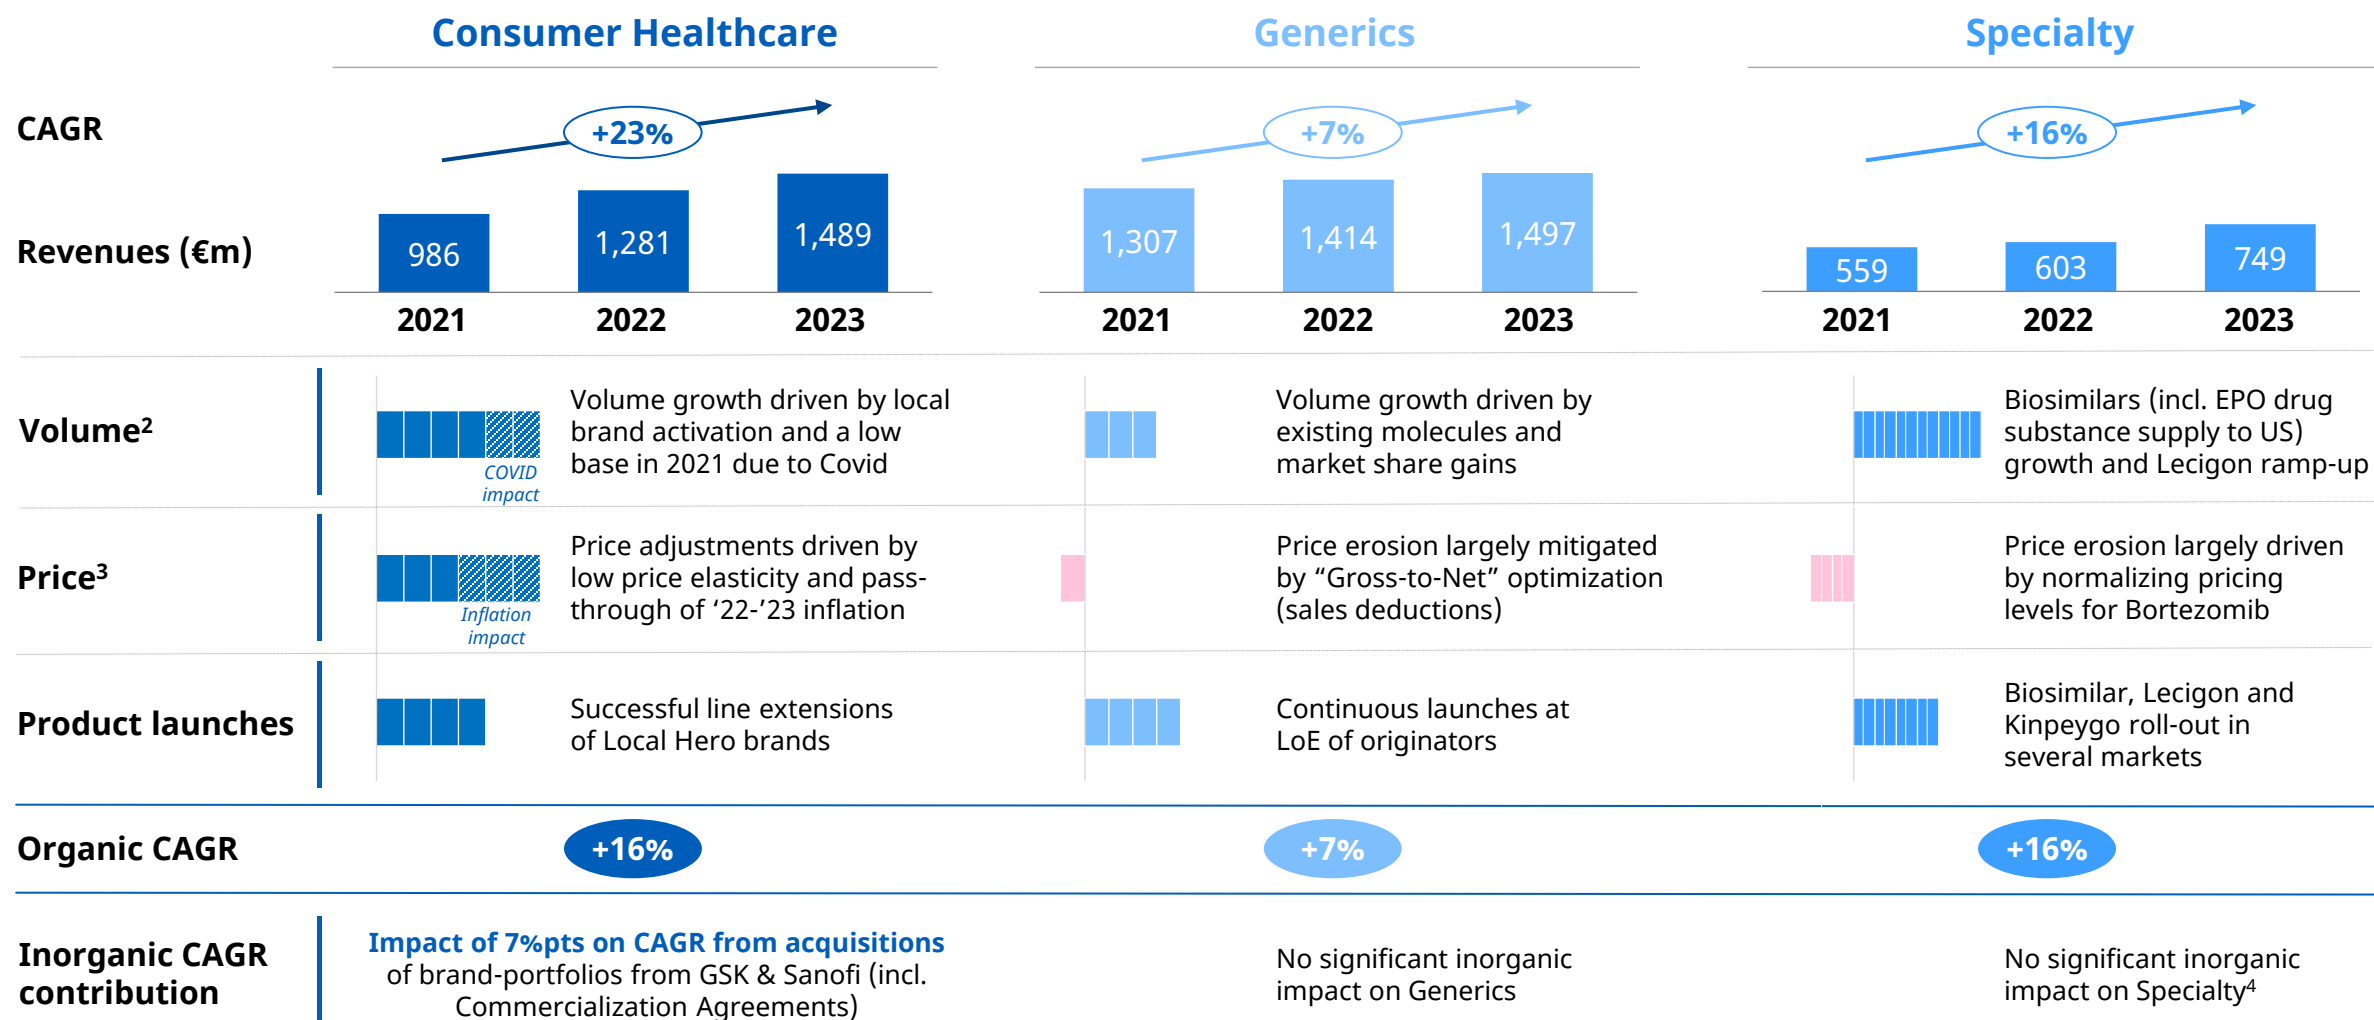 Consumer Healthcare
Generics
Specialty
CAGR
+23%
+7%
+16%
Revenues (€m)
986
1,281
1,489
1,307
1,414
1,497
559
603
749
2021
2022
2023
2021
2022
2023
2021
2022
2023
Volume²
COVID
impact
Volume growth driven by local
brand activation and a low
base in 2021 due to Covid
Volume growth driven by
existing molecules and
market share gains
Biosimilars (incl. EPO drug
substance supply to US)
growth and Lecigon ramp-up
Price³
Inflation
impact
Price adjustments driven by
low price elasticity and pass-
through of ‘22-’23 inflation
Price erosion largely mitigated
by “Gross-to-Net” optimization
(sales deductions)
Price erosion largely driven
by normalizing pricing
levels for Bortezomib
Product launches
Successful line extensions
of Local Hero brands
Continuous launches at
LoE of originators
Biosimilar, Lecigon and
Kinpeygo roll-out in
several markets
Organic CAGR
+16%
+7%
+16%
Inorganic CAGR
contribution
Impact of 7%pts on CAGR from acquisitions
of brand-portfolios from GSK & Sanofi (incl.
Commercialization Agreements)
No significant inorganic
impact on Generics
No significant inorganic
impact on Specialty⁴